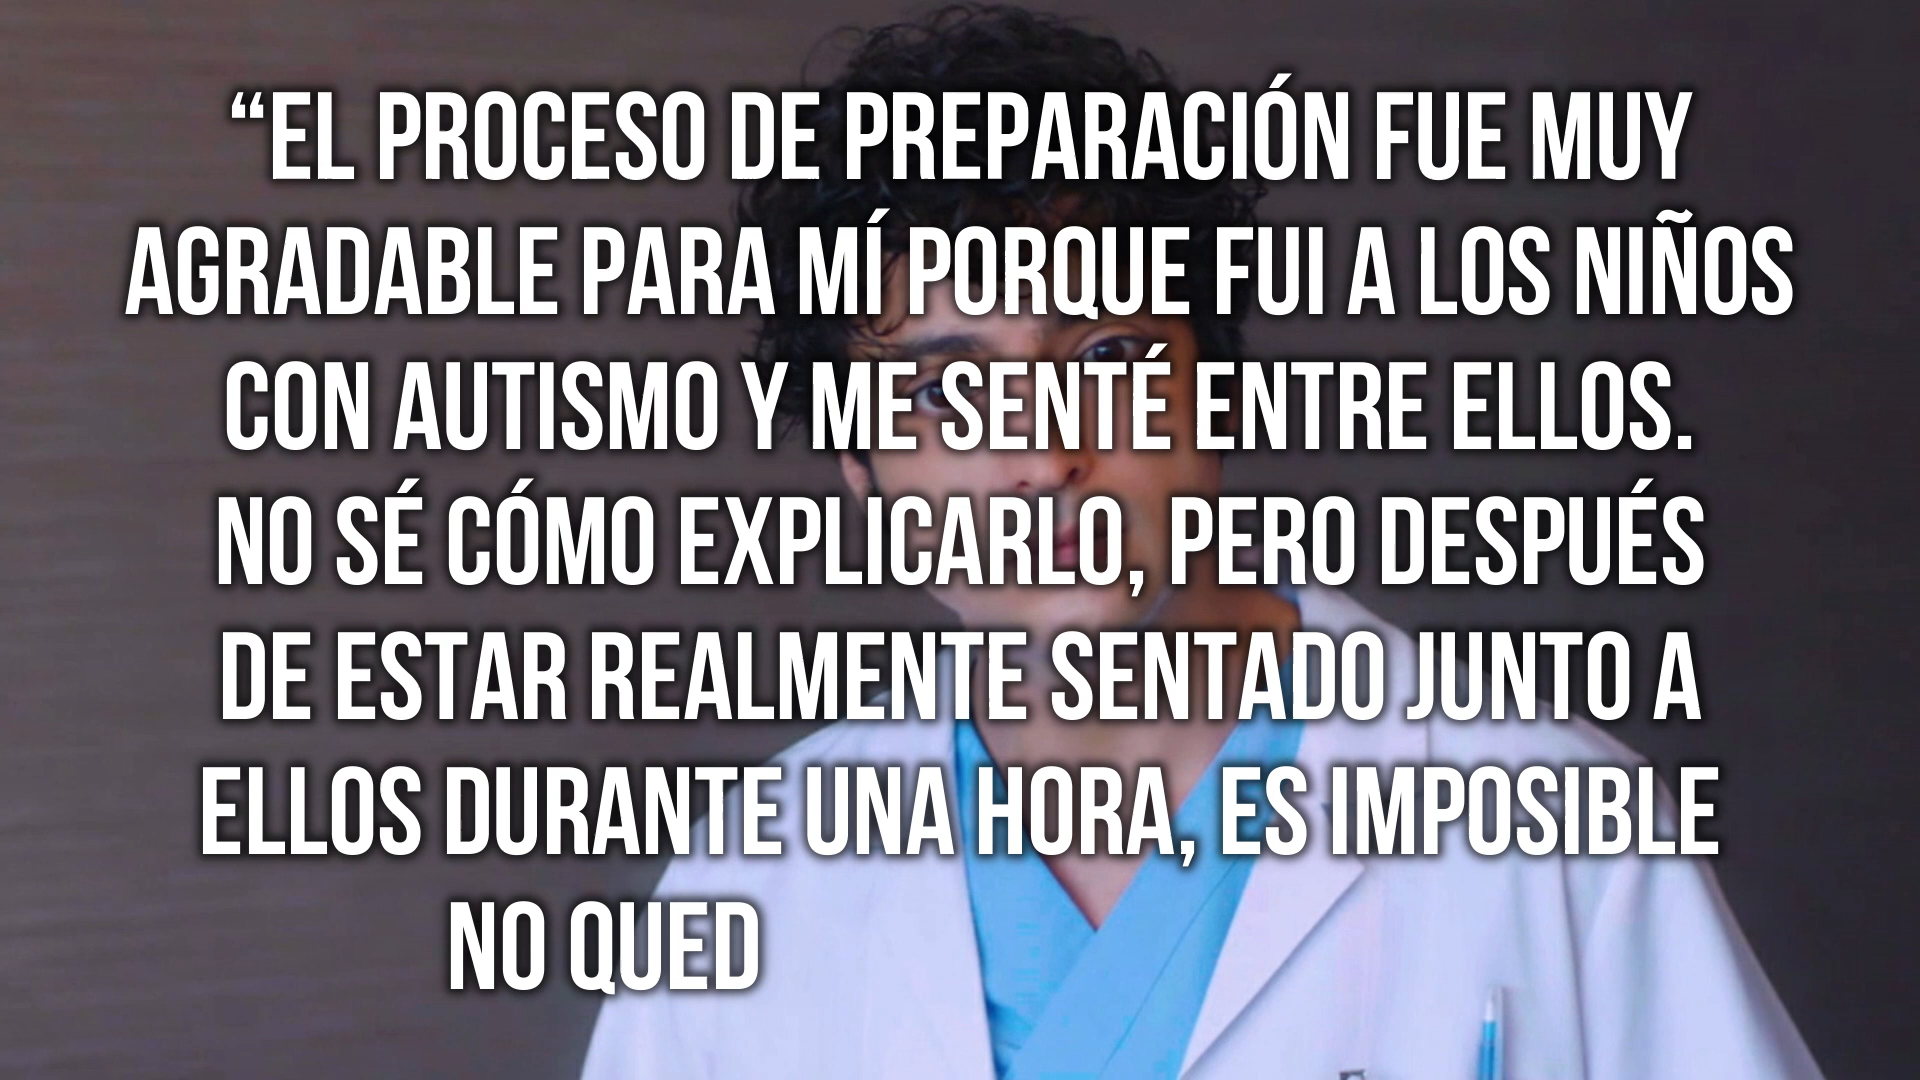 “EL PROCESO DE PREPARACIÓN FUE MUY
AGRADABLE PARA MÍ PORQUE FUI A LOS NIÑOS
CON AUTISMO Y ME SENTÉ ENTRE ELLOS.
NO SÉ CÓMO EXPLICARLO, PERO DESPUÉS
DE ESTAR REALMENTE SENTADO JUNTO A
ELLOS DURANTE UNA HORA, ES IMPOSIBLE
NO QUED